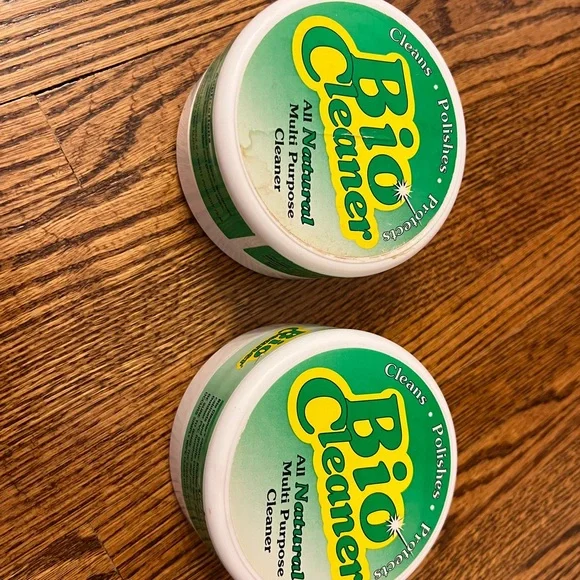 Cleans • Polishes • Protects
Bio
Cleaner
All Natural
Multi Purpose
Cleaner
Cleans • Polishes • Protects
Bio
Cleaner
All Natural
Multi Purpose
Cleaner
Bio